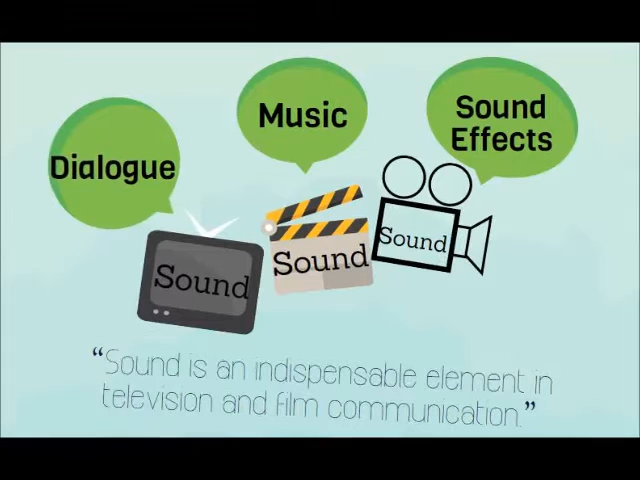 Dialogue
Music
Sound
Effects
Sound
Sound
Sound
“Sound is an indispensable element in
television and film communication.”